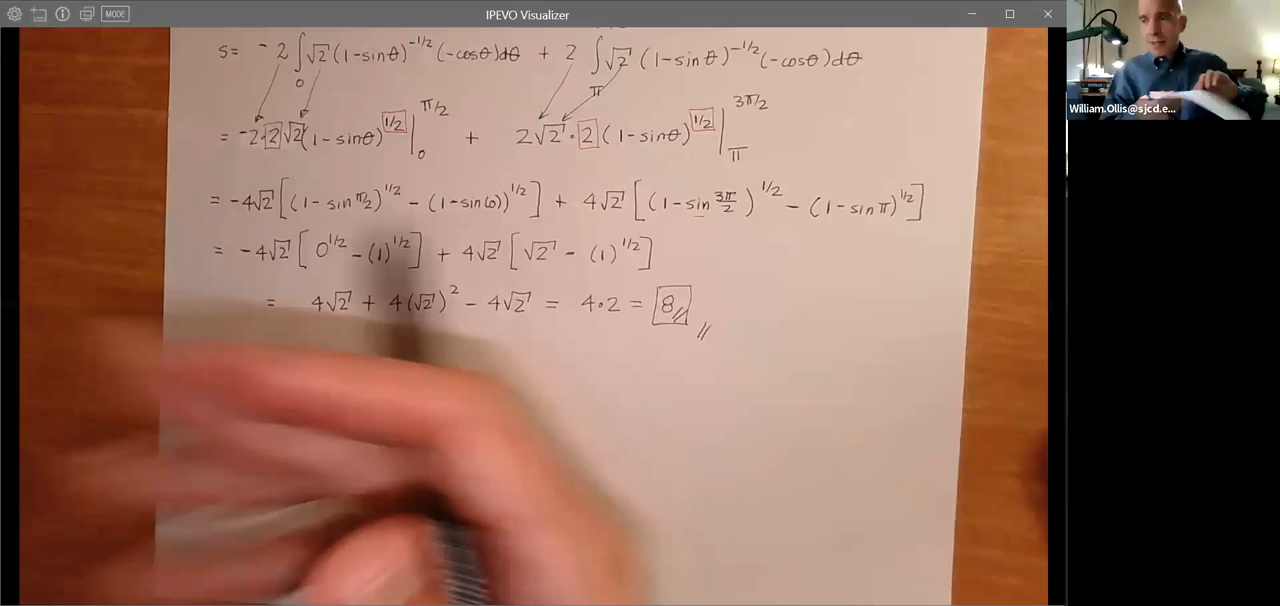 IPEVO Visualizer
MODE
S = -2 ∫₀ √2 (1-sinθ)^-1/2 (-cosθ)dθ + 2 ∫π √2 (1-sinθ)^-1/2 (-cosθ)dθ
= -2·2√2(1-sinθ)^1/2 |₀^π/2 + 2√2·2(1-sinθ)^1/2 |π^3π/2
= -4√2 [(1-sin π/2)^1/2 - (1-sin(0))^1/2] + 4√2 [(1-sin 3π/2)^1/2 - (1-sin π)^1/2]
= -4√2 [0^1/2 - (1)^1/2] + 4√2 [√2 - (1)^1/2]
= 4√2 + 4(√2)^2 - 4√2 = 4·2 = 8 //
William.Ollis@sjcd.e...